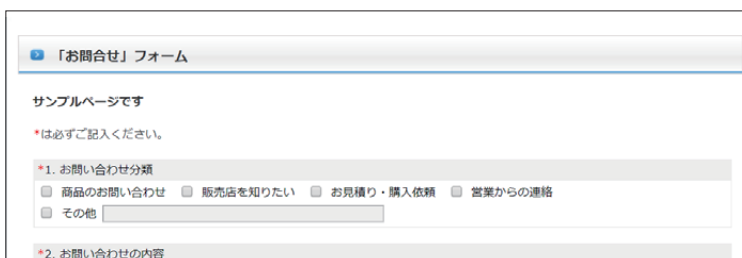 「お問合せ」フォーム
サンプルページです
*は必ずご記入ください。
*1. お問い合わせ分類
商品のお問い合わせ 販売店を知りたい お見積り・購入依頼 営業からの連絡
その他
*2. お問い合わせの内容